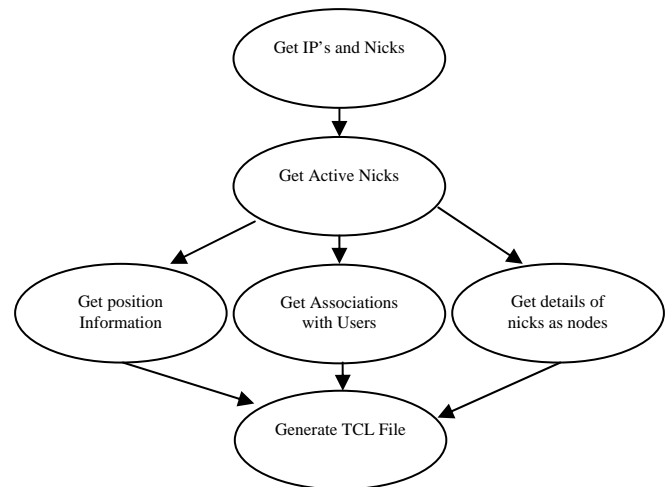 Get IP's and Nicks
Get Active Nicks
Get position
Information
Get Associations
with Users
Get details of
nicks as nodes
Generate TCL File